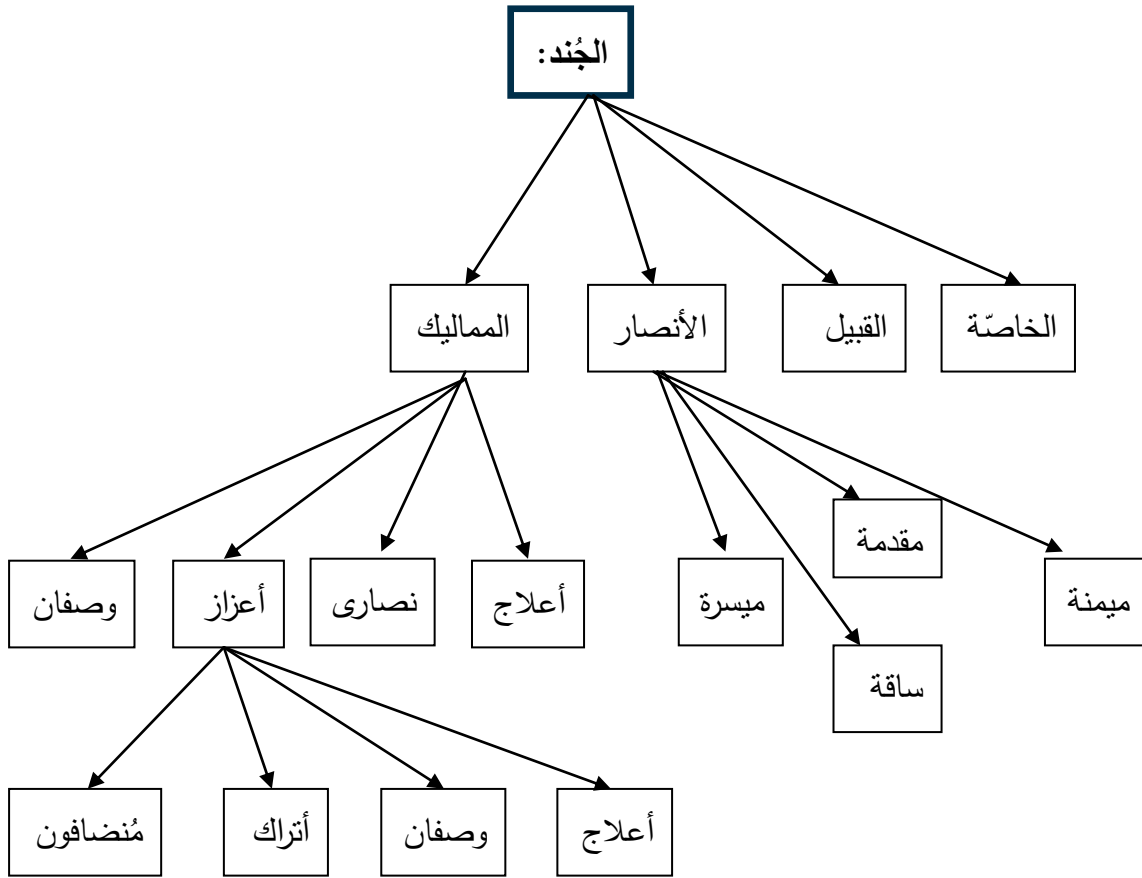 الجُند:
الخاصّة
القبيل
الأنصار
المماليك
مقدمة
ميمنة
ميسرة
أعلاج
نصارى
أعزاز
وصفان
ساقة
أعلاج
وصفان
أتراك
مُنضافون